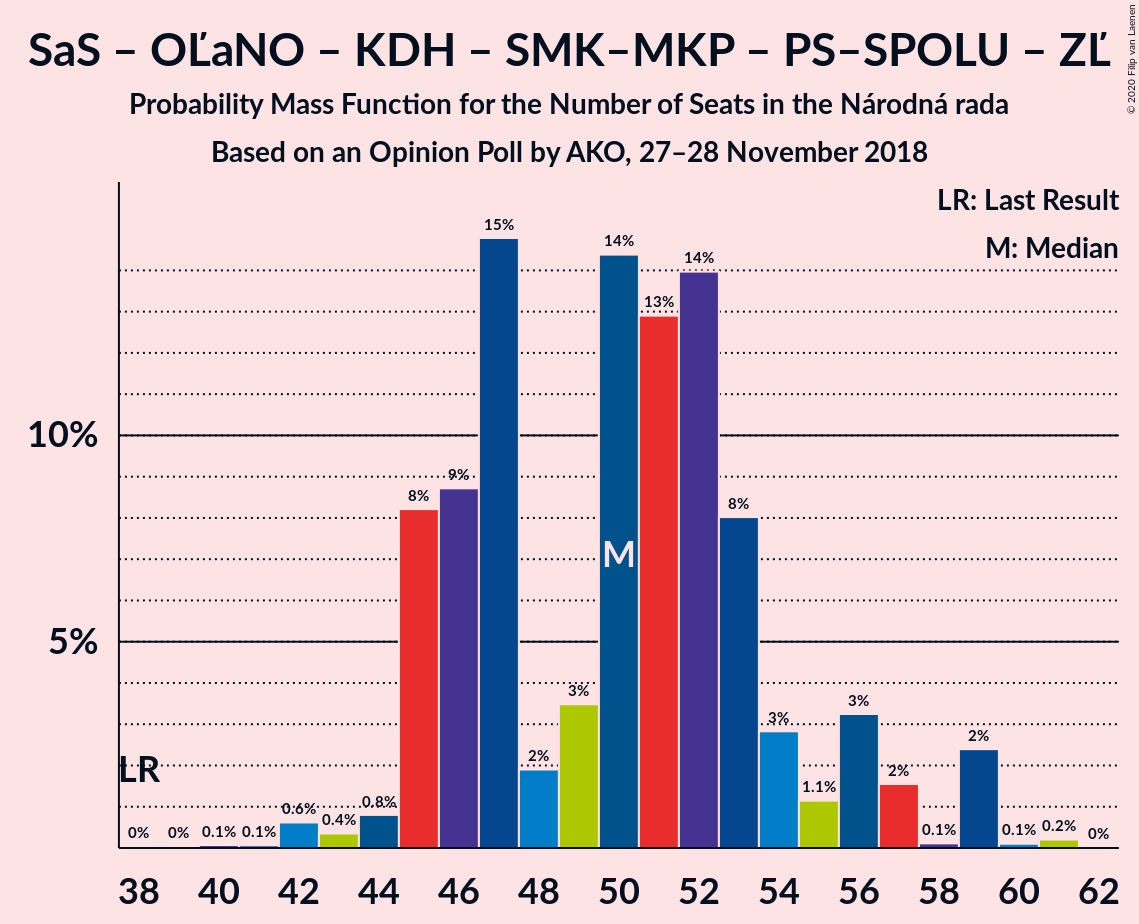 SaS – OĽaNO – KDH – SMK–MKP – PS–SPOLU – ZĽ
Probability Mass Function for the Number of Seats in the Národná rada
Based on an Opinion Poll by AKO, 27–28 November 2018
© 2020 Filip van Laenen
LR: Last Result
M: Median
15%
14%
14%
13%
10%
9%
8%
8%
M
5%
3%
3%
3%
2%
2%
2%
LR
1.1%
0.8%
0.6%
0.4%
0.2%
0% 0% 0.1% 0.1% 0.1% 0.1% 0%
38 40 42 44 46 48 50 52 54 56 58 60 62